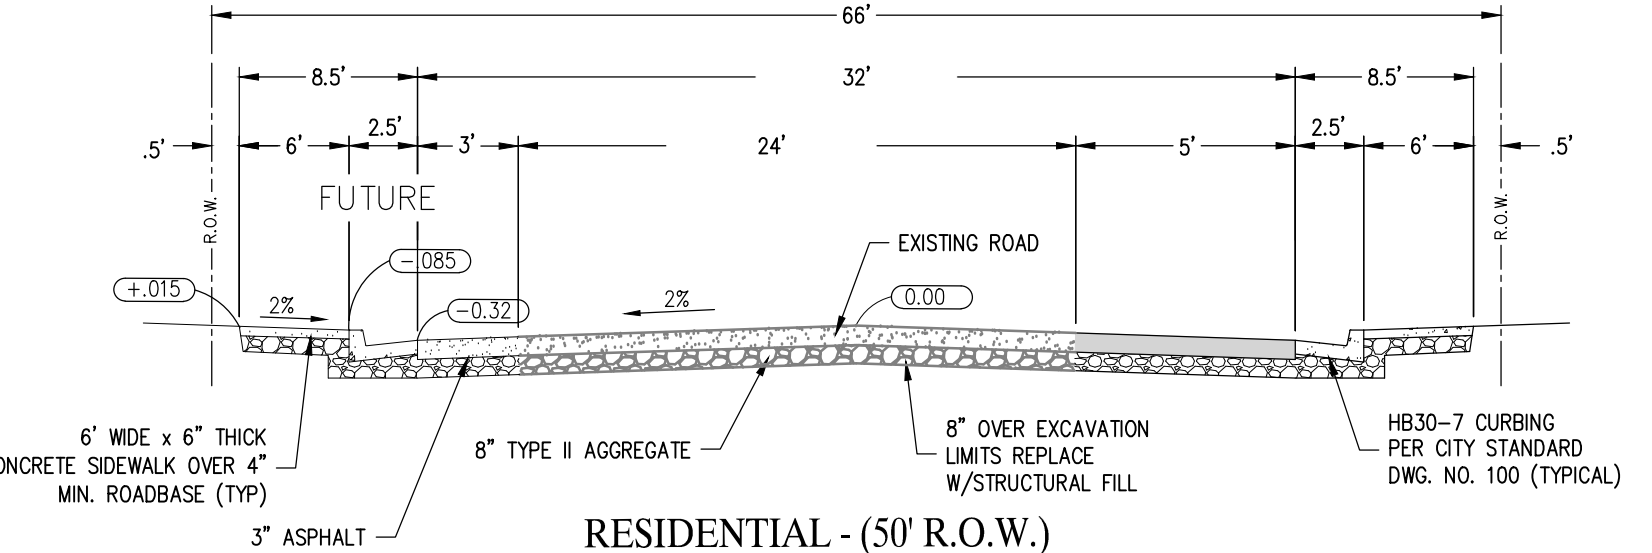 66'
8.5'
32'
8.5'
.5'
6'
2.5'
3'
24'
5'
2.5'
6'
.5'
FUTURE
R.O.W.
R.O.W.
EXISTING ROAD
+.015
-.085
-0.32
0.00
2%
2%
6' WIDE x 6" THICK
ONCRETE SIDEWALK OVER 4"
MIN. ROADBASE (TYP)
8" TYPE II AGGREGATE
8" OVER EXCAVATION
LIMITS REPLACE
W/STRUCTURAL FILL
HB30-7 CURBING
PER CITY STANDARD
DWG. NO. 100 (TYPICAL)
3" ASPHALT
RESIDENTIAL - (50' R.O.W.)